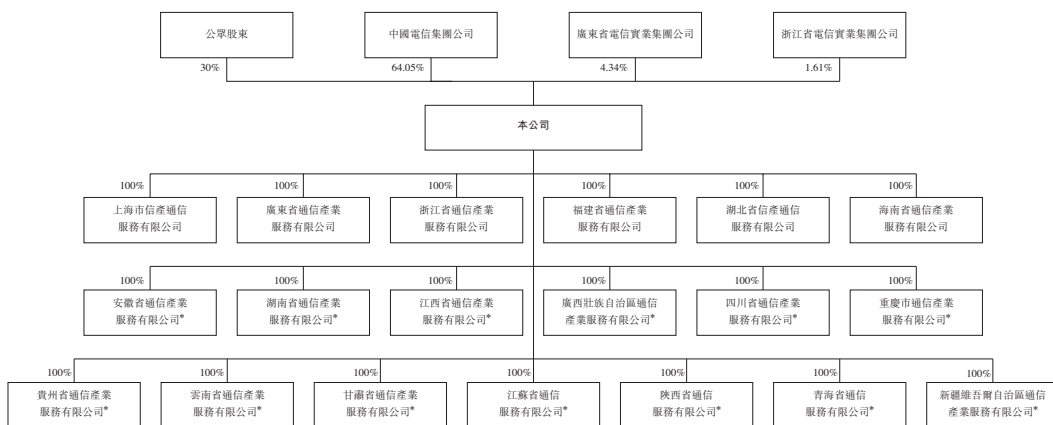 公眾股東
中國電信集團公司
廣東省電信實業集團公司
浙江省電信實業集團公司
30%
64.05%
4.34%
1.61%
本公司
100%
100%
100%
100%
100%
100%
上海市信產通信
服務有限公司
廣東省通信產業
服務有限公司
浙江省通信產業
服務有限公司
福建省通信產業
服務有限公司
湖北省信產通信
服務有限公司
海南省通信產業
服務有限公司
100%
100%
100%
100%
100%
100%
安徽省通信產業
服務有限公司*
湖南省通信產業
服務有限公司*
江西省通信產業
服務有限公司*
廣西壯族自治區通信
產業服務有限公司*
四川省通信產業
服務有限公司*
重慶市通信產業
服務有限公司*
100%
100%
100%
100%
100%
100%
100%
貴州省通信產業
服務有限公司*
雲南省通信產業
服務有限公司*
甘肅省通信產業
服務有限公司*
江蘇省通信
服務有限公司*
陝西省通信
服務有限公司*
青海省通信
服務有限公司*
新疆維吾爾自治區通信
產業服務有限公司*